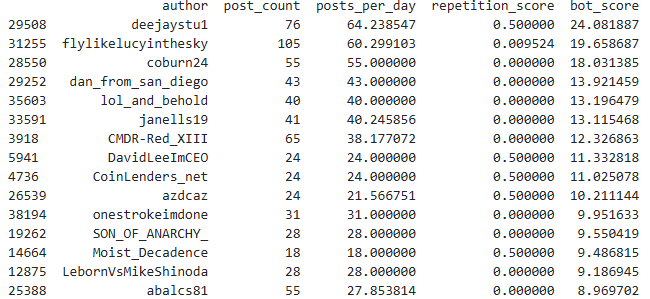 author post_count posts_per_day repetition_score bot_score
29508 deejaystu1 76 64.238547 0.500000 24.081887
31255 flylikelucyinthesky 105 60.299103 0.009524 19.658687
28550 coburn24 55 55.000000 0.000000 18.031385
29252 dan_from_san_diego 43 43.000000 0.000000 13.921459
35603 lol_and_behold 40 40.000000 0.000000 13.196479
33591 janells19 41 40.245856 0.000000 13.115468
3918 CMDR-Red_XIII 65 38.177072 0.000000 12.326863
5941 DavidLeeImCEO 24 24.000000 0.500000 11.332818
4736 CoinLenders_net 24 24.000000 0.500000 11.025078
26539 azdcaz 24 21.566751 0.500000 10.211144
38194 onestrokeimdone 31 31.000000 0.000000 9.951633
19262 SON_OF_ANARCHY_ 28 28.000000 0.000000 9.550419
14664 Moist_Decadence 18 18.000000 0.500000 9.486815
12875 LebornVsMikeShinoda 28 28.000000 0.000000 9.186945
25388 abalcs81 55 27.853814 0.000000 8.969702